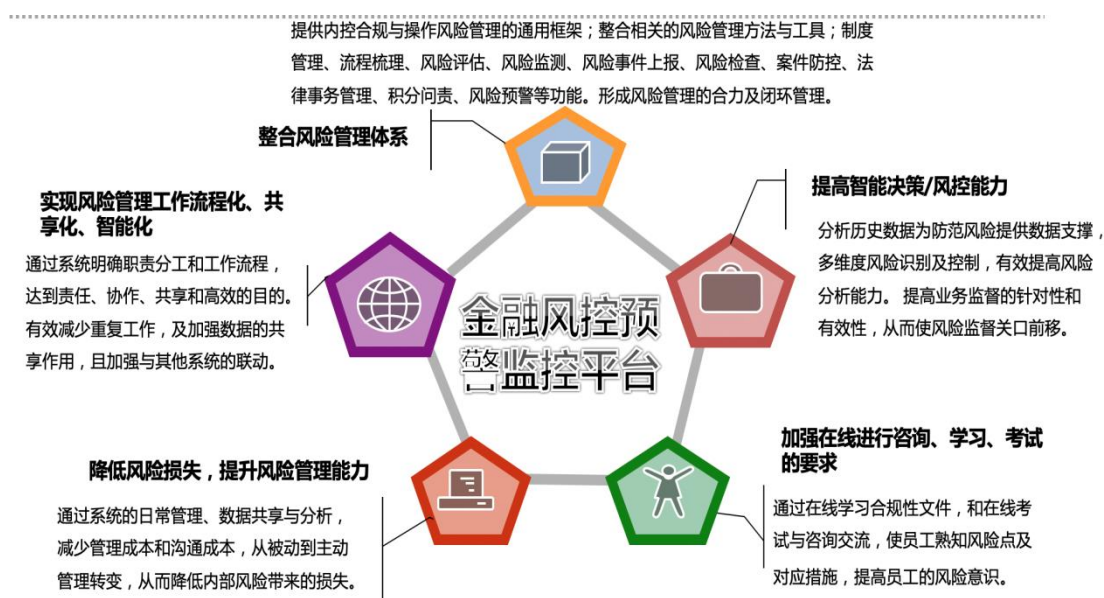 提供内控合规与操作风险管理的通用框架；整合相关的风险管理方法与工具；制度
管理、流程梳理、风险评估、风险监测、风险事件上报、风险检查、案件防控、法
律事务管理、积分问责、风险预警等功能。形成风险管理的合力及闭环管理。
整合风险管理体系
提高智能决策/风控能力
分析历史数据为防范风险提供数据支撑，
多维度风险识别及控制，有效提高风险
分析能力。 提高业务监督的针对性和
有效性，从而使风险监督关口前移。
实现风险管理工作流程化、共
享化、智能化
通过系统明确职责分工和工作流程，
达到责任、协作、共享和高效的目的。
有效减少重复工作，及加强数据的共
享作用，且加强与其他系统的联动。
金融风控预
警监控平台
加强在线进行咨询、学习、考试
的要求
通过在线学习合规性文件，和在线考
试与咨询交流，使员工熟知风险点及
对应措施，提高员工的风险意识。
降低风险损失，提升风险管理能力
通过系统的日常管理、数据共享与分析，
减少管理成本和沟通成本，从被动到主动
管理转变，从而降低内部风险带来的损失。